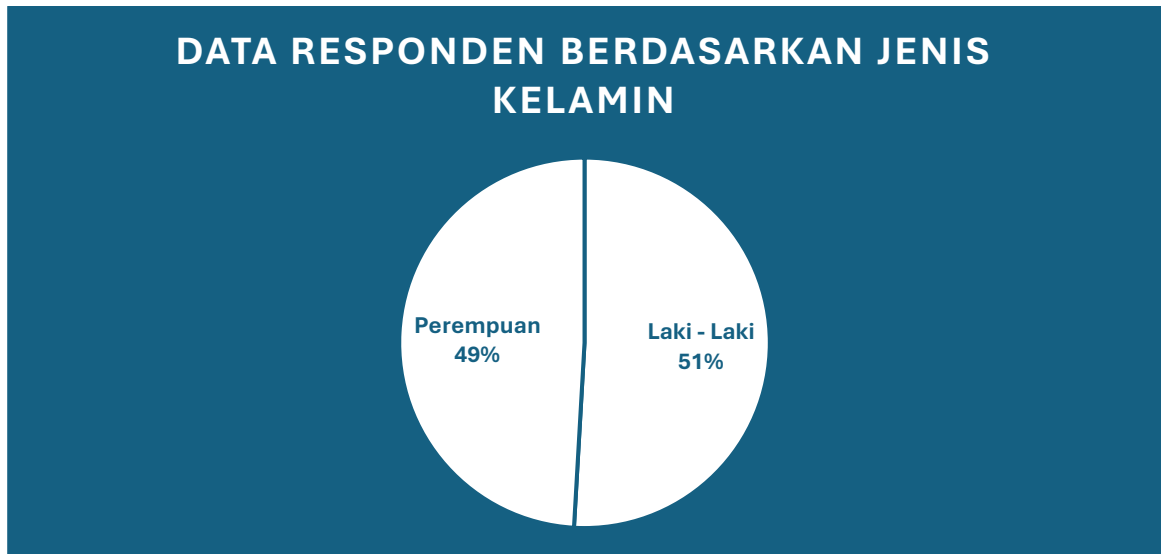 DATA RESPONDEN BERDASARKAN JENIS
KELAMIN
Perempuan
49%
Laki - Laki
51%